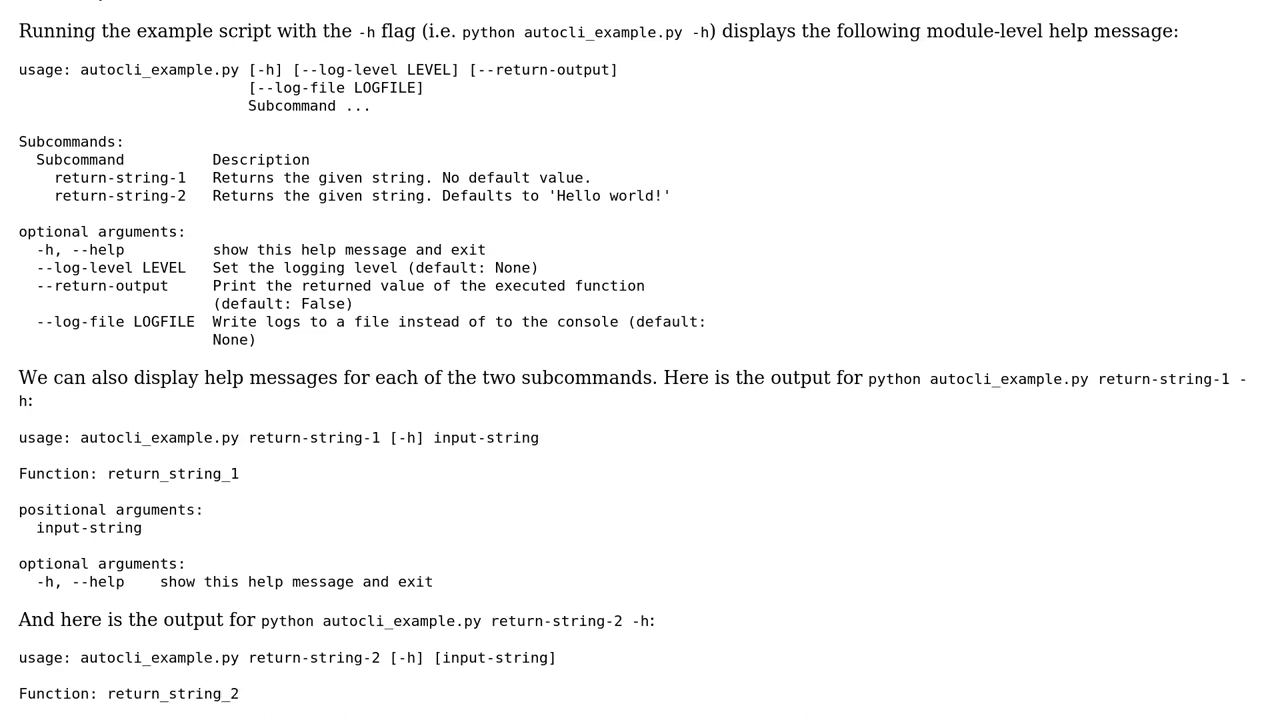 Running the example script with the -h flag (i.e. python autocli_example.py -h) displays the following module-level help message:
usage: autocli_example.py [-h] [--log-level LEVEL] [--return-output]
                          [--log-file LOGFILE]
                          Subcommand ...

Subcommands:
  Subcommand          Description
    return-string-1   Returns the given string. No default value.
    return-string-2   Returns the given string. Defaults to 'Hello world!'

optional arguments:
  -h, --help          show this help message and exit
  --log-level LEVEL   Set the logging level (default: None)
  --return-output     Print the returned value of the executed function
                      (default: False)
  --log-file LOGFILE  Write logs to a file instead of to the console (default:
                      None)
We can also display help messages for each of the two subcommands. Here is the output for python autocli_example.py return-string-1 -
h:
usage: autocli_example.py return-string-1 [-h] input-string

Function: return_string_1

positional arguments:
  input-string

optional arguments:
  -h, --help    show this help message and exit
And here is the output for python autocli_example.py return-string-2 -h:
usage: autocli_example.py return-string-2 [-h] [input-string]

Function: return_string_2